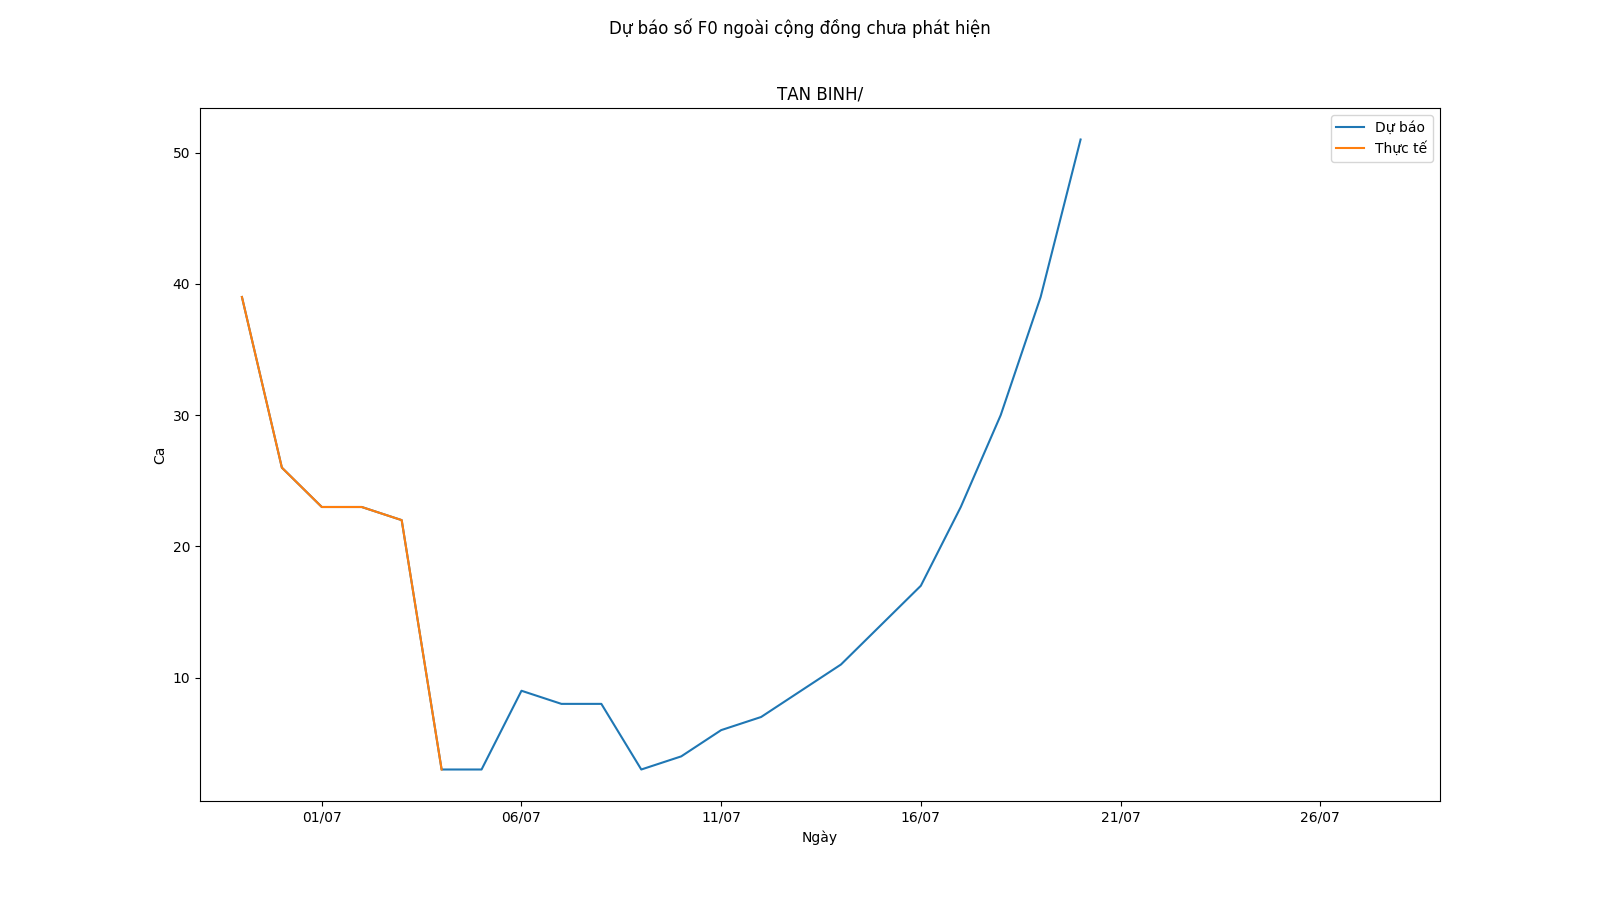 Dự báo số F0 ngoài cộng đồng chưa phát hiện
TAN BINH/
Dự báo
Thực tế
50
40
30
20
10
Ca
01/07 06/07 11/07 16/07 21/07 26/07
Ngày